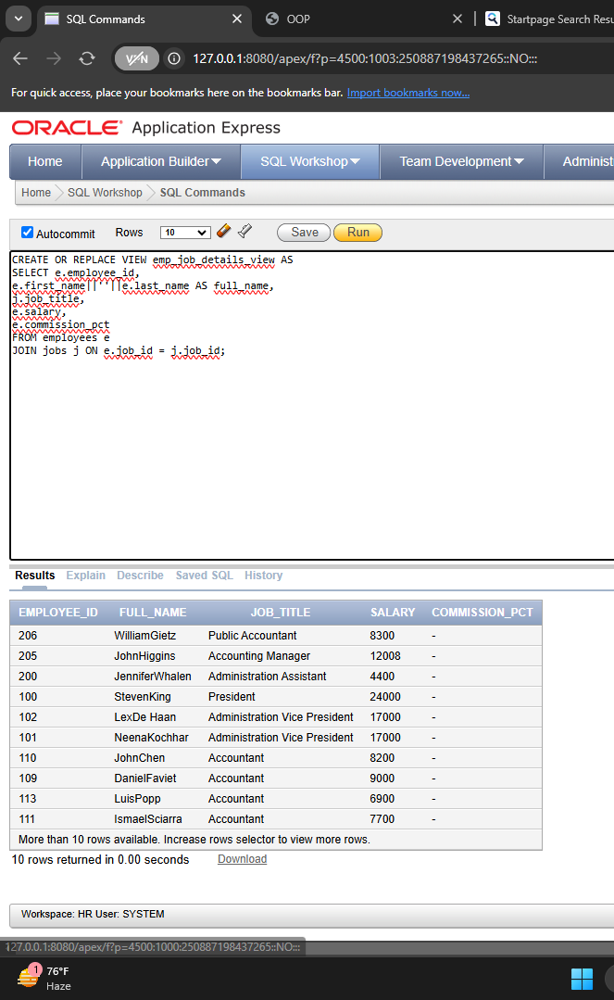 SQL Commands
OOP
Startpage Search Resu
VPN
127.0.0.1:8080/apex/f?p=4500:1003:250887198437265::NO:::
For quick access, place your bookmarks here on the bookmarks bar. Import bookmarks now...
ORACLE® Application Express
Home Application Builder SQL Workshop Team Development Administ
Home SQL Workshop SQL Commands
Autocommit Rows 10 Save Run
CREATE OR REPLACE VIEW emp_job_details_view AS
SELECT e.employee_id,
e.first_name||''||e.last_name AS full_name,
j.job_title,
e.salary,
e.commission_pct
FROM employees e
JOIN jobs j ON e.job_id = j.job_id;
Results Explain Describe Saved SQL History
EMPLOYEE_ID FULL_NAME JOB_TITLE SALARY COMMISSION_PCT
206 WilliamGietz Public Accountant 8300 -
205 JohnHiggins Accounting Manager 12008 -
200 JenniferWhalen Administration Assistant 4400 -
100 StevenKing President 24000 -
102 LexDe Haan Administration Vice President 17000 -
101 NeenaKochhar Administration Vice President 17000 -
110 JohnChen Accountant 8200 -
109 DanielFaviet Accountant 9000 -
113 LuisPopp Accountant 6900 -
111 IsmaelSciarra Accountant 7700 -
More than 10 rows available. Increase rows selector to view more rows.
10 rows returned in 0.00 seconds Download
Workspace: HR User: SYSTEM
127.0.0.1:8080/apex/f?p=4500:1000:250887198437265::NO:::
1
76°F
Haze